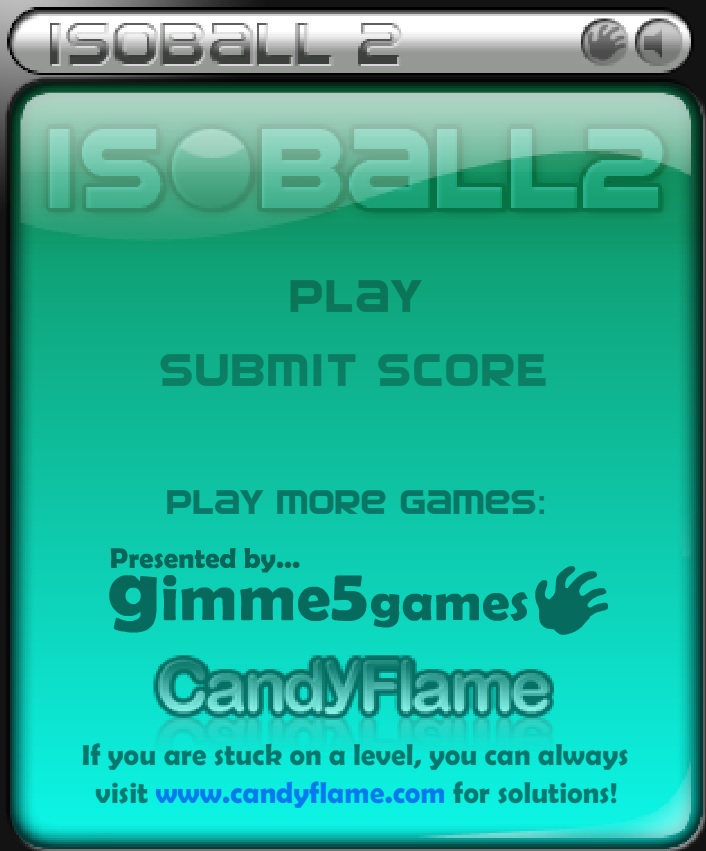 ISOBALL 2
ISOBALL2
PLAY
SUBMIT SCORE
PLAY MORE GAMES:
Presented by...
gimme5games
CandYFlame
If you are stuck on a level, you can always
visit www.candyflame.com for solutions!